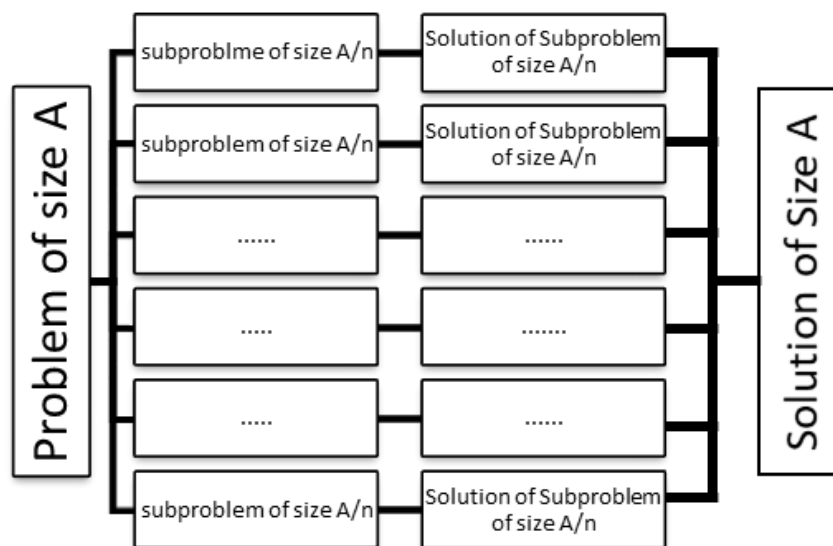 Problem of size A
subproblme of size A/n
Solution of Subproblem
of size A/n
subproblem of size A/n
Solution of Subproblem
of size A/n
......
......
.....
.......
.....
......
subproblem of size A/n
Solution of Subproblem
of size A/n
Solution of Size A